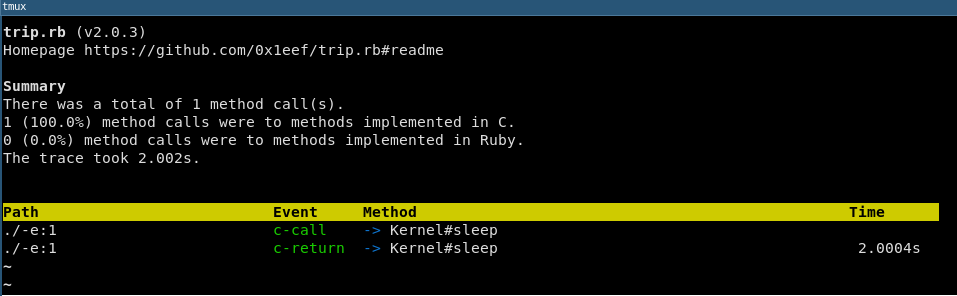 tmux
trip.rb (v2.0.3)
Homepage https://github.com/0x1eef/trip.rb#readme
Summary
There was a total of 1 method call(s).
1 (100.0%) method calls were to methods implemented in C.
0 (0.0%) method calls were to methods implemented in Ruby.
The trace took 2.002s.
Path Event Method Time
./-e:1 c-call -> Kernel#sleep
./-e:1 c-return -> Kernel#sleep 2.0004s
~
~